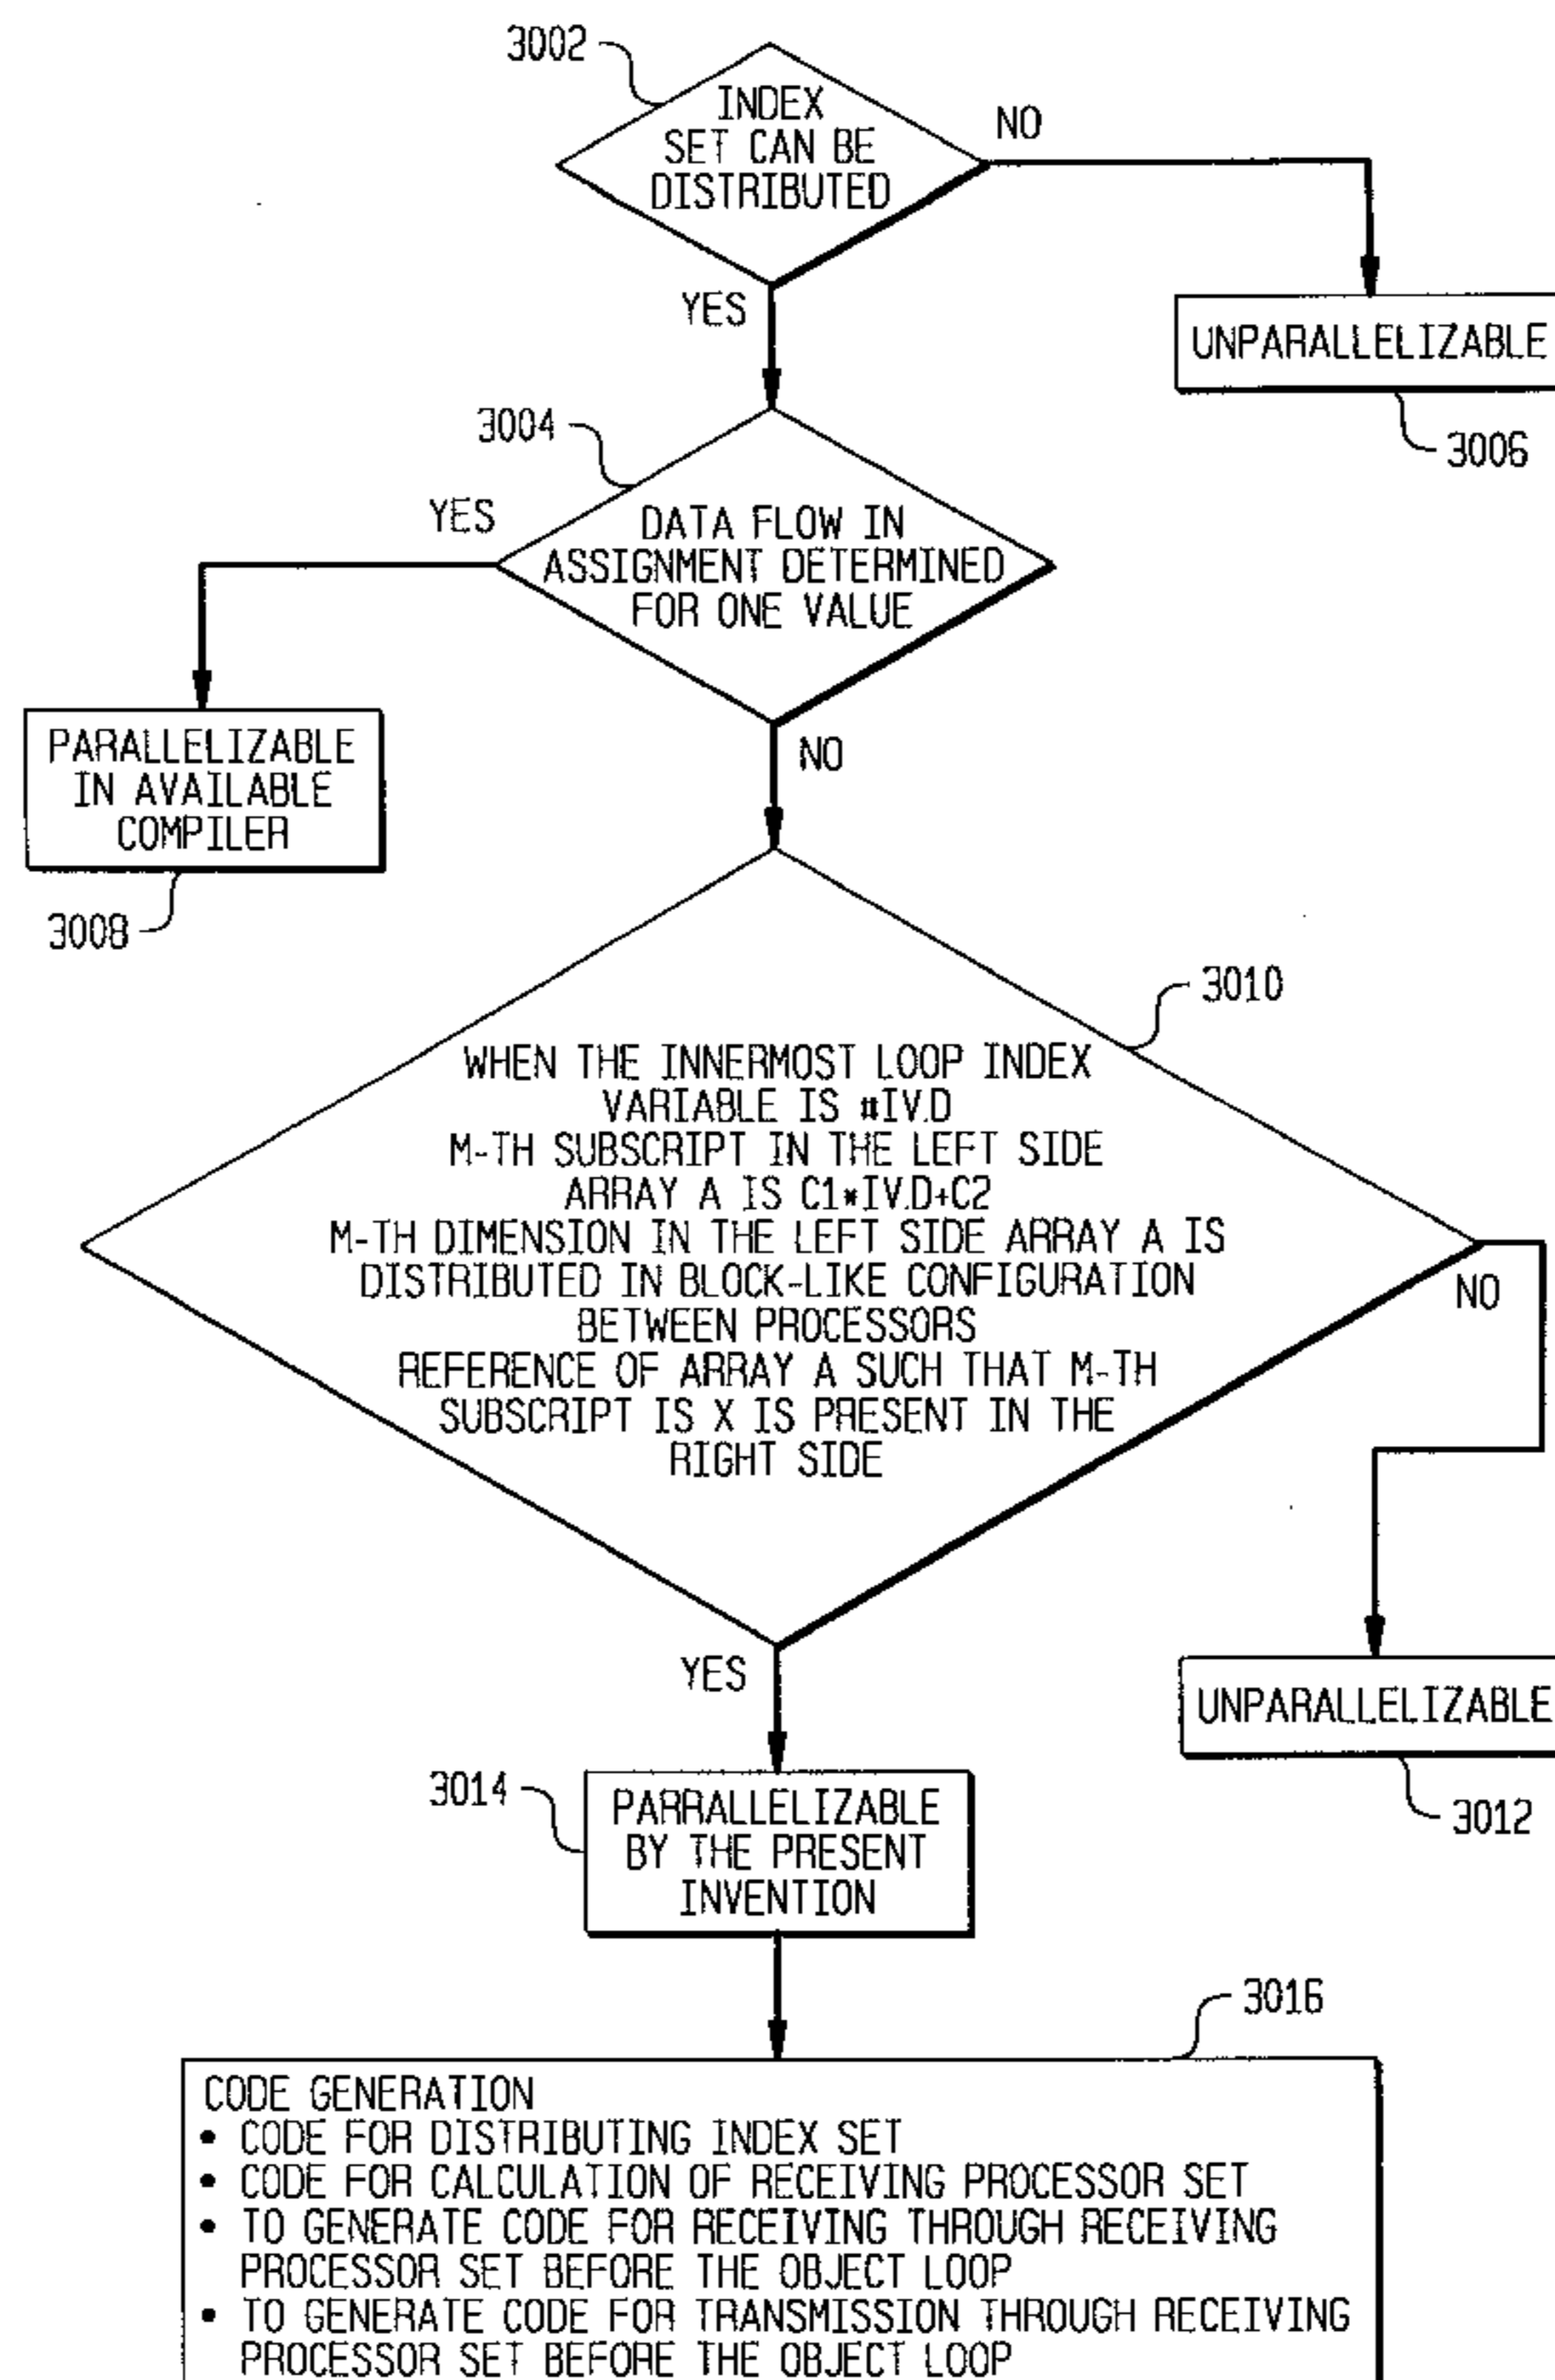 3002
INDEX
SET CAN BE
DISTRIBUTED
NO
YES
UNPARALLELIZABLE
3006
3004
YES
DATA FLOW IN
ASSIGNMENT DETERMINED
FOR ONE VALUE
NO
PARALLELIZABLE
IN AVAILABLE
COMPILER
3008
3010
WHEN THE INNERMOST LOOP INDEX
VARIABLE IS #IV.D
M-TH SUBSCRIPT IN THE LEFT SIDE
ARRAY A IS C1*IV.D+C2
M-TH DIMENSION IN THE LEFT SIDE ARRAY A IS
DISTRIBUTED IN BLOCK-LIKE CONFIGURATION
BETWEEN PROCESSORS
REFERENCE OF ARRAY A SUCH THAT M-TH
SUBSCRIPT IS X IS PRESENT IN THE
RIGHT SIDE
NO
YES
UNPARALLELIZABLE
3012
3014
PARRALLELIZABLE
BY THE PRESENT
INVENTION
3016
CODE GENERATION
• CODE FOR DISTRIBUTING INDEX SET
• CODE FOR CALCULATION OF RECEIVING PROCESSOR SET
• TO GENERATE CODE FOR RECEIVING THROUGH RECEIVING
PROCESSOR SET BEFORE THE OBJECT LOOP
• TO GENERATE CODE FOR TRANSMISSION THROUGH RECEIVING
PROCESSOR SET BEFORE THE OBJECT LOOP